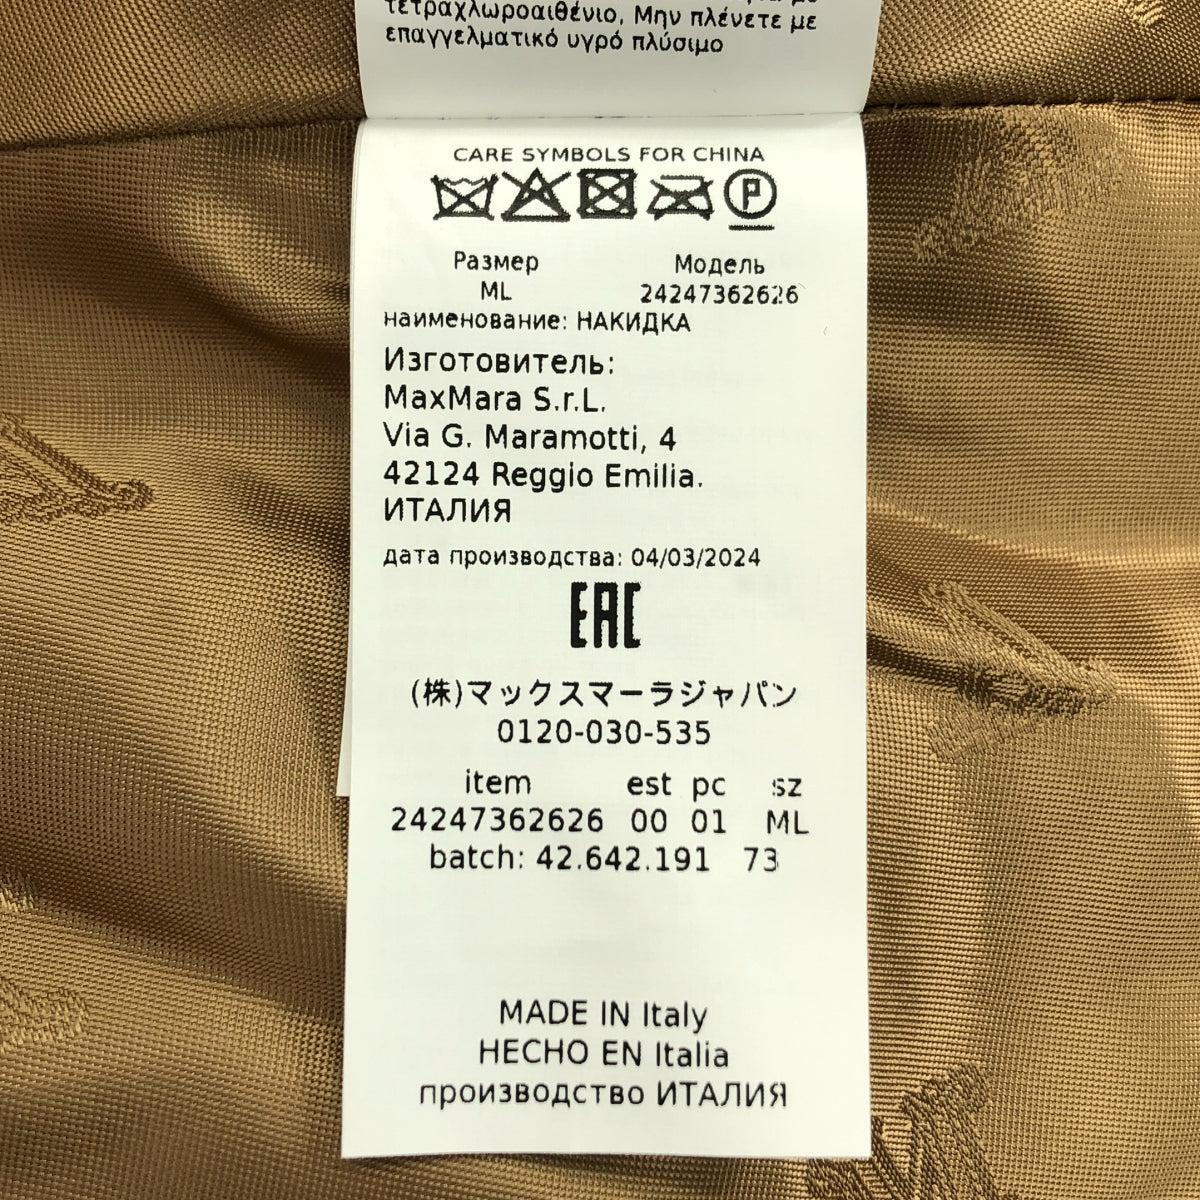 τετραχλωροαιθένιο, Μην πλένετε με
επαγγελματικό υγρό πλύσιμο
CARE SYMBOLS FOR CHINA
P
Размер Модель
ML 24247362626
наименование: НАКИДКА
Изготовитель:
MaxMara S.r.L.
Via G. Maramotti, 4
42124 Reggio Emilia.
ИТАЛИЯ
дата производства: 04/03/2024
EAC
(株)マックスマーラジャパン
0120-030-535
item est pc sz
24247362626 00 01 ML
batch: 42.642.191 73
MADE IN Italy
HECHO EN Italia
производство ИТАЛИЯ